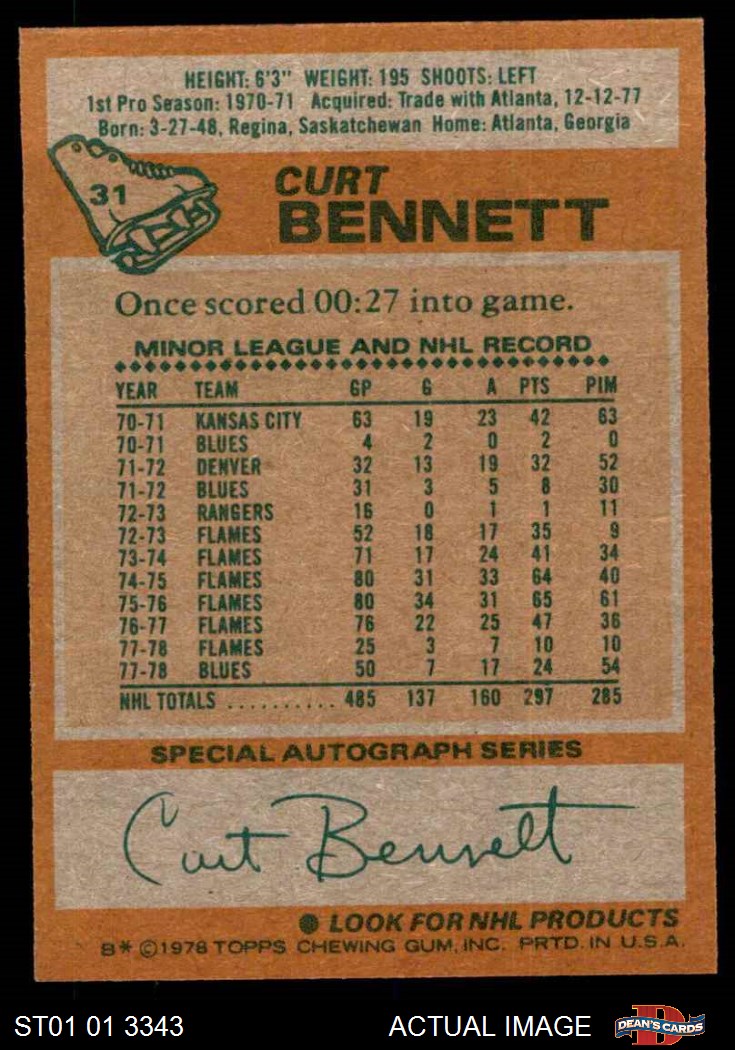 HEIGHT: 6'3" WEIGHT: 195 SHOOTS: LEFT
1st Pro Season: 1970-71 Acquired: Trade with Atlanta, 12-12-77
Born: 3-27-48, Regina, Saskatchewan Home: Atlanta, Georgia
31
CURT
BENNETT
Once scored 00:27 into game.
MINOR LEAGUE AND NHL RECORD
YEAR TEAM GP G A PTS PIM
70-71 KANSAS CITY 63 19 23 42 63
70-71 BLUES 4 2 0 2 0
71-72 DENVER 32 13 19 32 52
71-72 BLUES 31 3 5 8 30
72-73 RANGERS 16 0 1 1 11
72-73 FLAMES 52 18 17 35 9
73-74 FLAMES 71 17 24 41 34
74-75 FLAMES 80 31 33 64 40
75-76 FLAMES 80 34 31 65 61
76-77 FLAMES 76 22 25 47 36
77-78 FLAMES 25 3 7 10 10
77-78 BLUES 50 7 17 24 54
NHL TOTALS .......... 485 137 160 297 285
SPECIAL AUTOGRAPH SERIES
Curt Bennett
● LOOK FOR NHL PRODUCTS
B* ©1978 TOPPS CHEWING GUM, INC. PRTD. IN U.S.A.
ST01 01 3343 ACTUAL IMAGE
D
DEAN'S CARDS